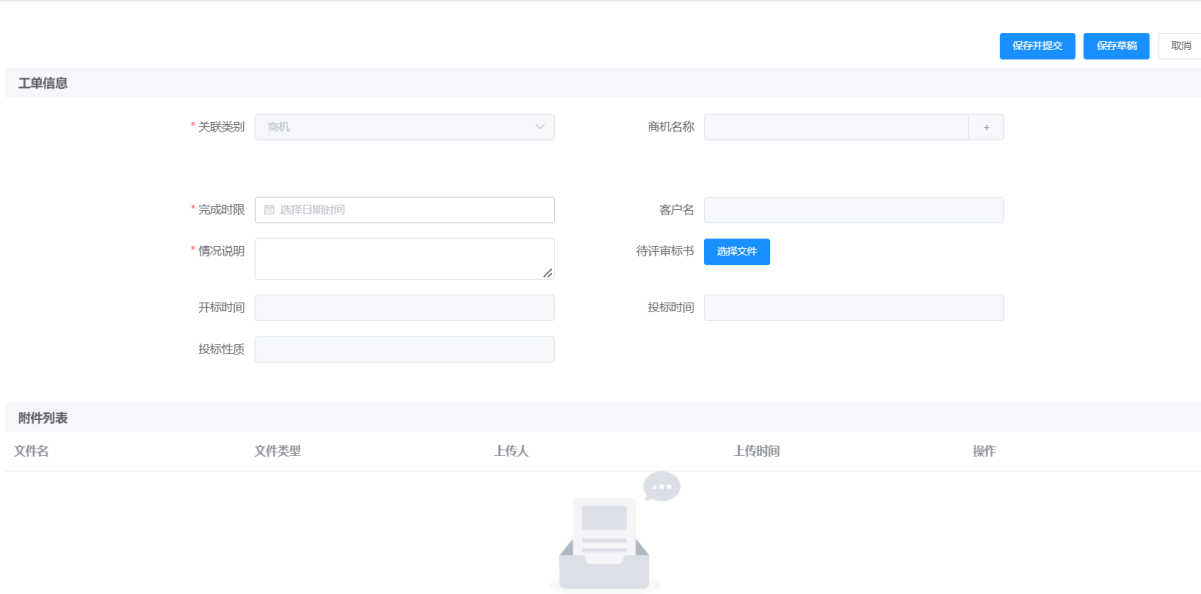 保存并提交 保存草稿 取消
工单信息
* 关联类别 商机 商机名称 +
* 完成时限 选择日期时间 客户名
* 情况说明 待评审标书 选择文件
开标时间 投标时间
投标性质
附件列表
文件名 文件类型 上传人 上传时间 操作